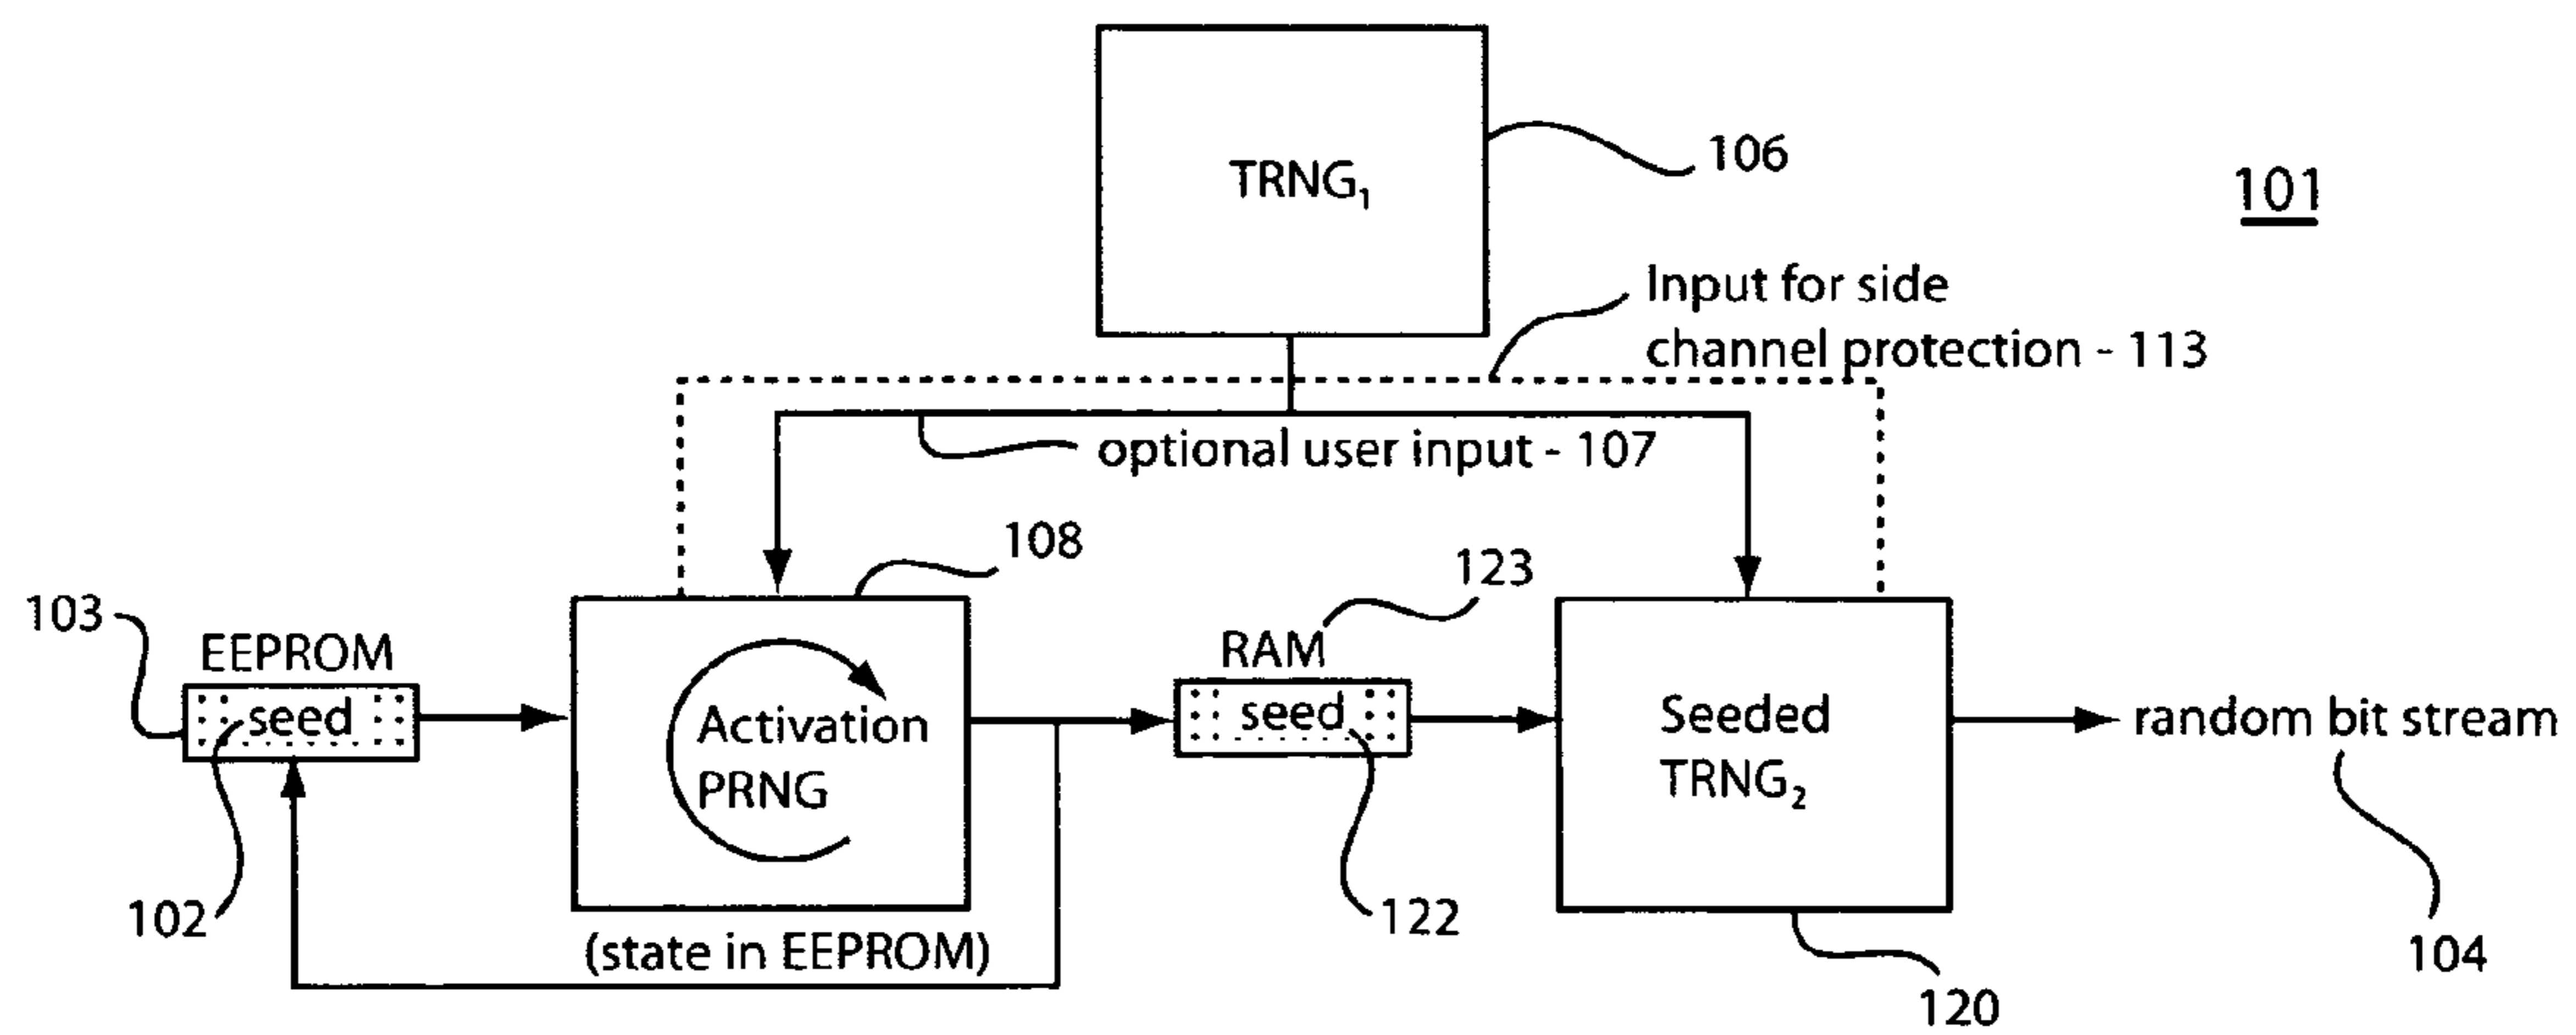 TRNG₁
106
101
Input for side
channel protection - 113
optional user input - 107
108
123
103
EEPROM
RAM
seed
seed
Activation
PRNG
Seeded
TRNG₂
random bit stream
102
122
(state in EEPROM)
104
120